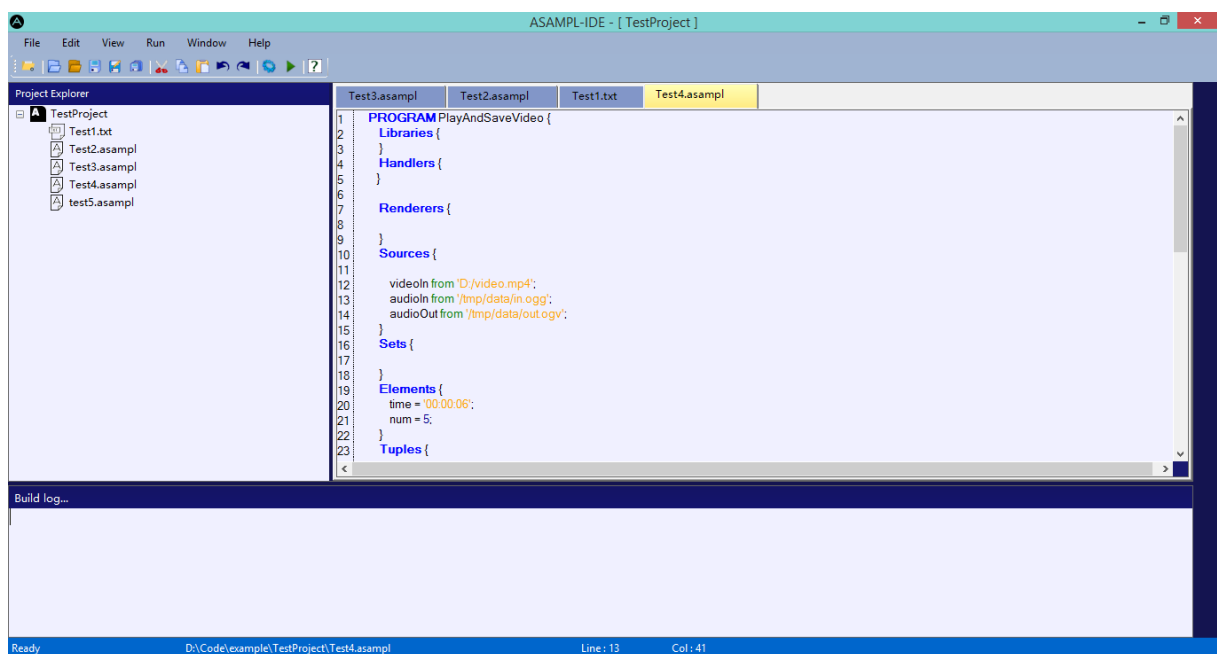 ASAMPL-IDE - [ TestProject ]
File Edit View Run Window Help
Project Explorer
TestProject
Test1.txt
Test2.asampl
Test3.asampl
Test4.asampl
test5.asampl
Test3.asampl Test2.asampl Test1.txt Test4.asampl
1 PROGRAM PlayAndSaveVideo {
2 Libraries {
3 }
4 Handlers {
5 }
6
7 Renderers {
8
9 }
10 Sources {
11
12 videoIn from 'D:/video.mp4';
13 audioIn from '/tmp/data/in.ogg';
14 audioOut from '/tmp/data/out.ogv';
15 }
16 Sets {
17
18 }
19 Elements {
20 time = '00:00:06';
21 num = 5;
22 }
23 Tuples {
Build log...
Ready D:\Code\example\TestProject\Test4.asampl Line : 13 Col : 41